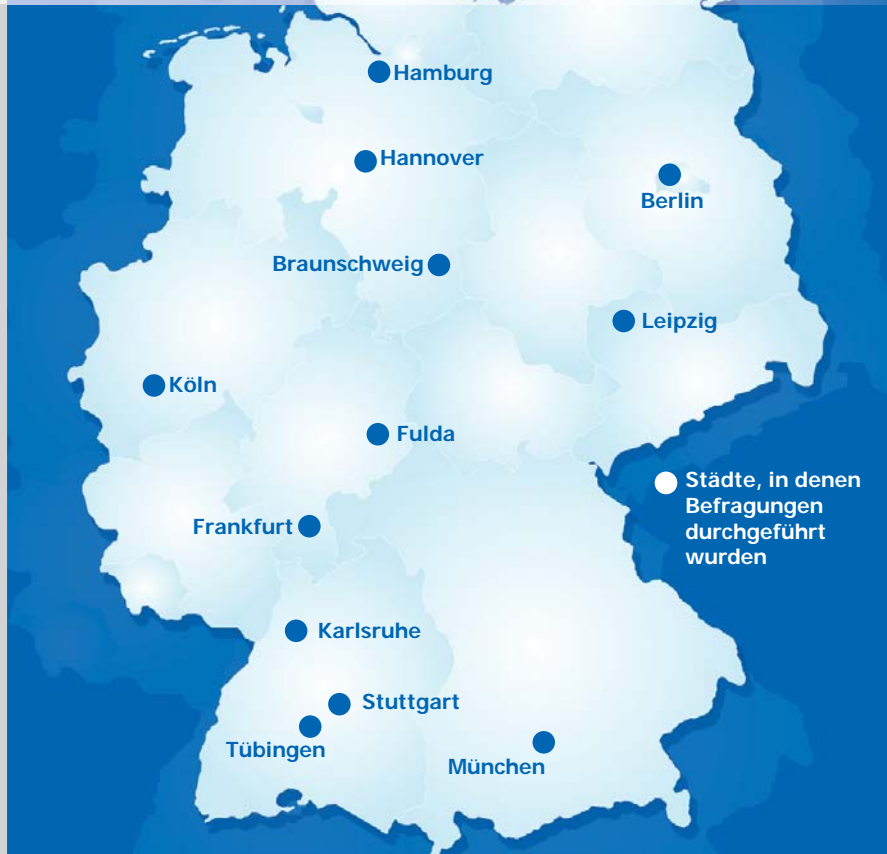 Hamburg
Hannover
Berlin
Braunschweig
Leipzig
Köln
Fulda
Städte, in denen
Befragungen
durchgeführt
wurden
Frankfurt
Karlsruhe
Stuttgart
Tübingen
München